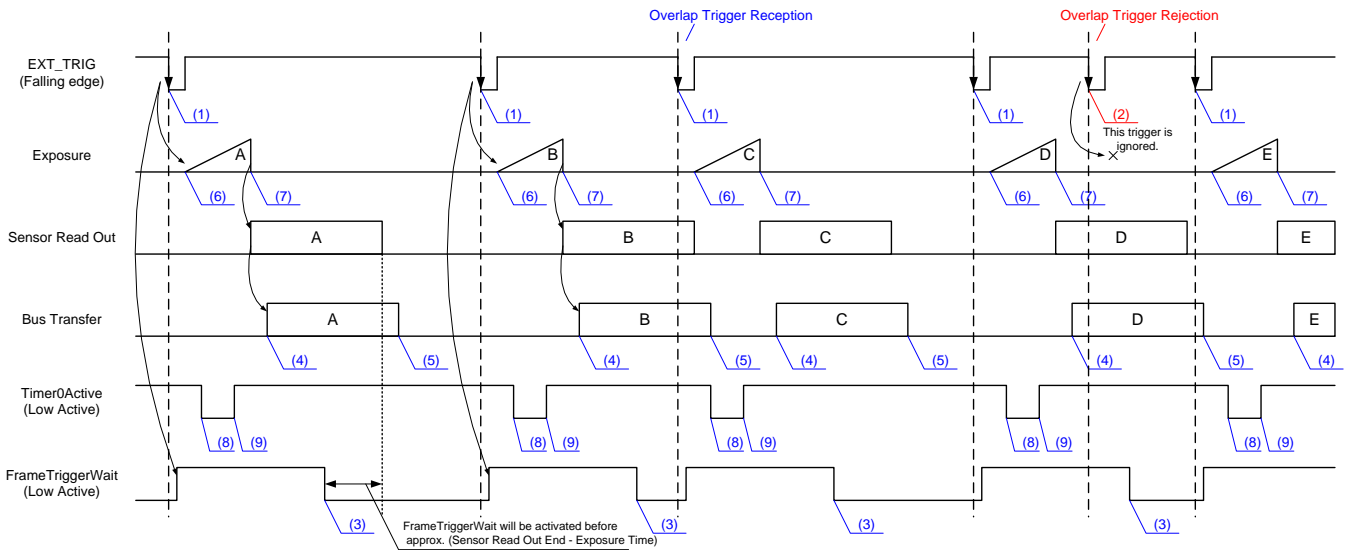 Overlap Trigger Reception
Overlap Trigger Rejection
EXT_TRIG
(Falling edge)
(1)
(1)
(1)
(1)
(2)
(1)
This trigger is
ignored.
Exposure
A
B
C
D
E
(6)
(7)
(6)
(7)
(6)
(7)
(6)
(7)
(6)
(7)
Sensor Read Out
A
B
C
D
E
Bus Transfer
A
B
C
D
E
(4)
(5)
(4)
(5)
(4)
(5)
(4)
(5)
(4)
Timer0Active
(Low Active)
(8)
(9)
(8)
(9)
(8)
(9)
(8)
(9)
(8)
(9)
FrameTriggerWait
(Low Active)
(3)
(3)
(3)
(3)
FrameTriggerWait will be activated before
approx. (Sensor Read Out End - Exposure Time)